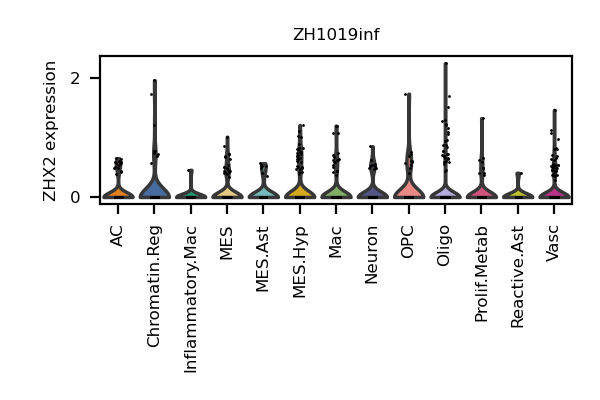 ZH1019inf
ZHX2 expression
2
0
AC
Chromatin.Reg
Inflammatory.Mac
MES
MES.Ast
MES.Hyp
Mac
Neuron
OPC
Oligo
Prolif.Metab
Reactive.Ast
Vasc